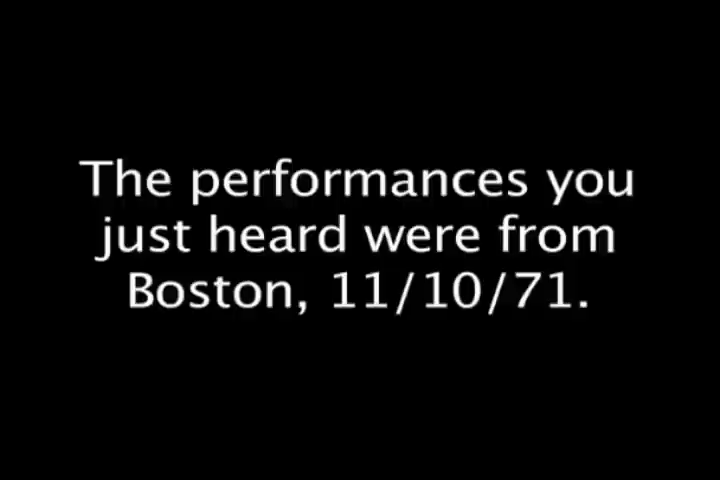 The performances you
just heard were from
Boston, 11/10/71.